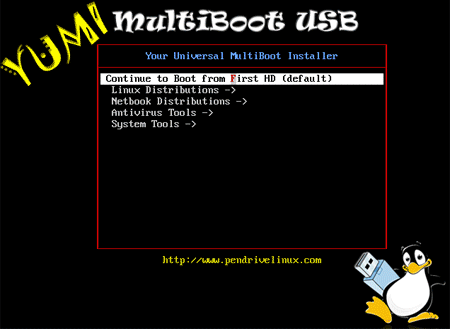 YUMI MultiBoot USB
Your Universal MultiBoot Installer
Continue to Boot from First HD (default)
Linux Distributions ->
Netbook Distributions ->
Antivirus Tools ->
System Tools ->
http://www.pendrivelinux.com